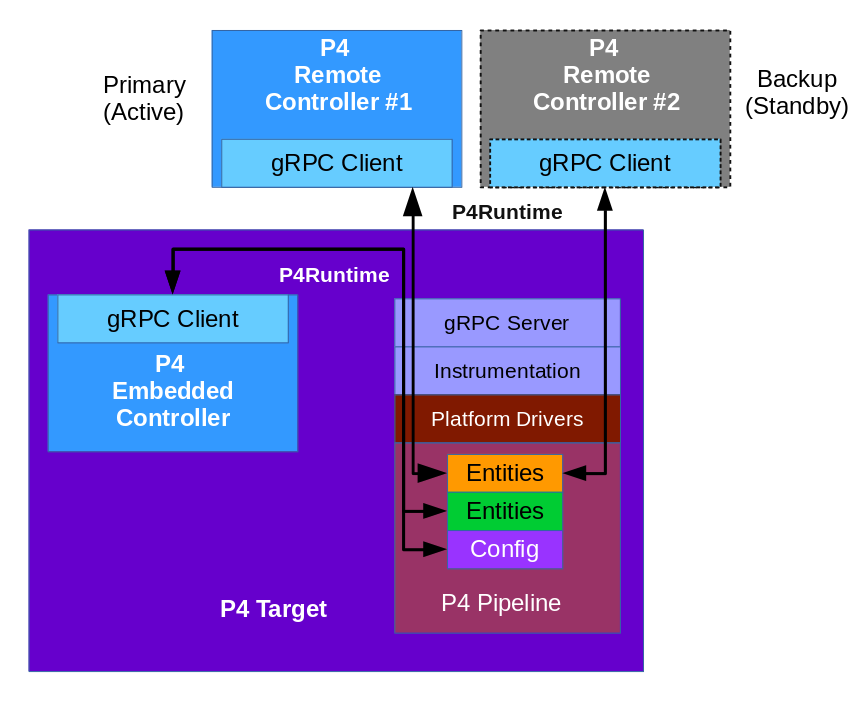 Primary
(Active)
P4
Remote
Controller #1
gRPC Client
P4
Remote
Controller #2
gRPC Client
Backup
(Standby)
P4Runtime
P4Runtime
gRPC Client
P4
Embedded
Controller
gRPC Server
Instrumentation
Platform Drivers
Entities
Entities
Config
P4 Pipeline
P4 Target